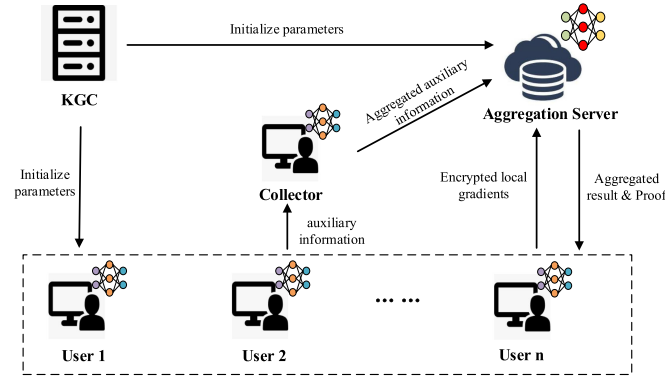 Initialize parameters
KGC
Aggregation Server
Aggregated auxiliary
information
Collector
Initialize
parameters
auxiliary
information
Encrypted local
gradients
Aggregated
result & Proof
... ...
User 1
User 2
User n